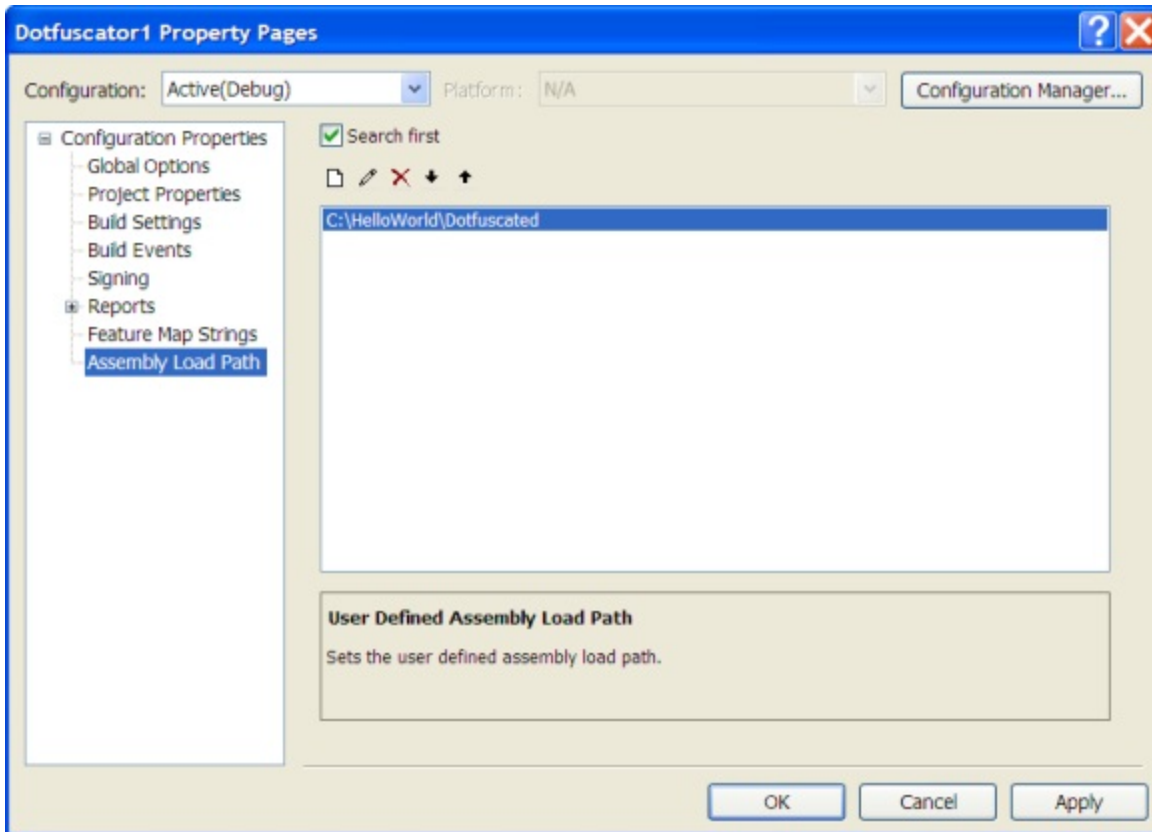 Dotfuscator1 Property Pages
Configuration: Active(Debug) Platform: N/A Configuration Manager...
Configuration Properties
Global Options
Project Properties
Build Settings
Build Events
Signing
Reports
Feature Map Strings
Assembly Load Path
Search first
C:\HelloWorld\Dotfuscated
User Defined Assembly Load Path
Sets the user defined assembly load path.
OK Cancel Apply